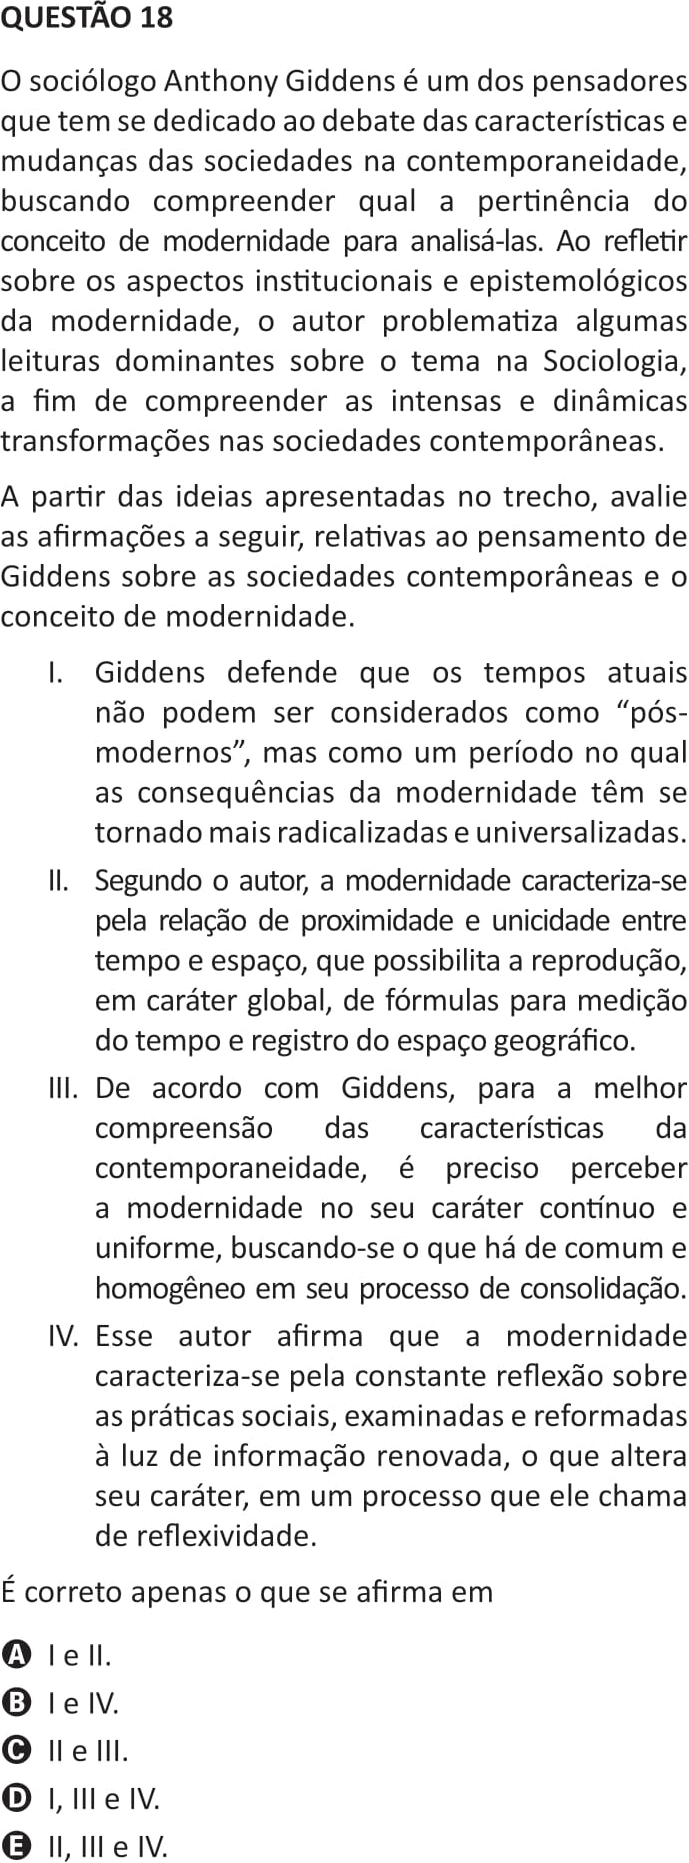 QUESTÃO 18
O sociólogo Anthony Giddens é um dos pensadores
que tem se dedicado ao debate das características e
mudanças das sociedades na contemporaneidade,
buscando compreender qual a pertinência do
conceito de modernidade para analisá-las. Ao refletir
sobre os aspectos institucionais e epistemológicos
da modernidade, o autor problematiza algumas
leituras dominantes sobre o tema na Sociologia,
a fim de compreender as intensas e dinâmicas
transformações nas sociedades contemporâneas.
A partir das ideias apresentadas no trecho, avalie
as afirmações a seguir, relativas ao pensamento de
Giddens sobre as sociedades contemporâneas e o
conceito de modernidade.
I. Giddens defende que os tempos atuais
não podem ser considerados como “pós-
modernos”, mas como um período no qual
as consequências da modernidade têm se
tornado mais radicalizadas e universalizadas.
II. Segundo o autor, a modernidade caracteriza-se
pela relação de proximidade e unicidade entre
tempo e espaço, que possibilita a reprodução,
em caráter global, de fórmulas para medição
do tempo e registro do espaço geográfico.
III. De acordo com Giddens, para a melhor
compreensão das características da
contemporaneidade, é preciso perceber
a modernidade no seu caráter contínuo e
uniforme, buscando-se o que há de comum e
homogêneo em seu processo de consolidação.
IV. Esse autor afirma que a modernidade
caracteriza-se pela constante reflexão sobre
as práticas sociais, examinadas e reformadas
à luz de informação renovada, o que altera
seu caráter, em um processo que ele chama
de reflexividade.
É correto apenas o que se afirma em
A I e II.
B I e IV.
C II e III.
D I, III e IV.
E II, III e IV.